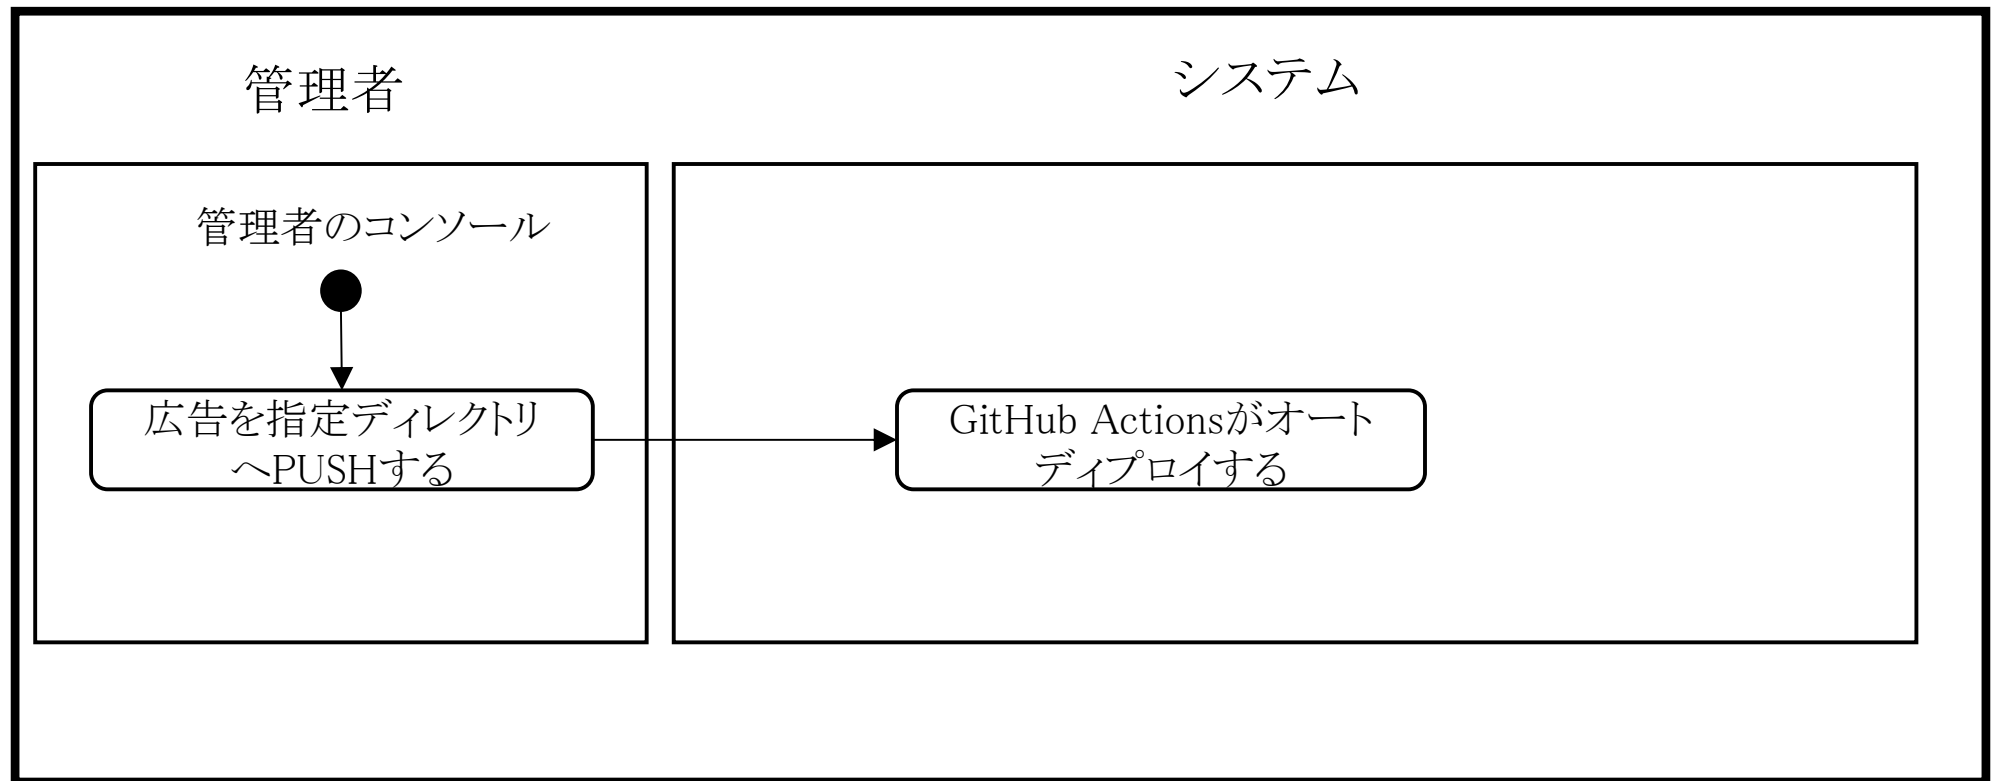 管理者
システム
管理者のコンソール
広告を指定ディレクトリ
へPUSHする
GitHub Actionsがオート
ディプロイする